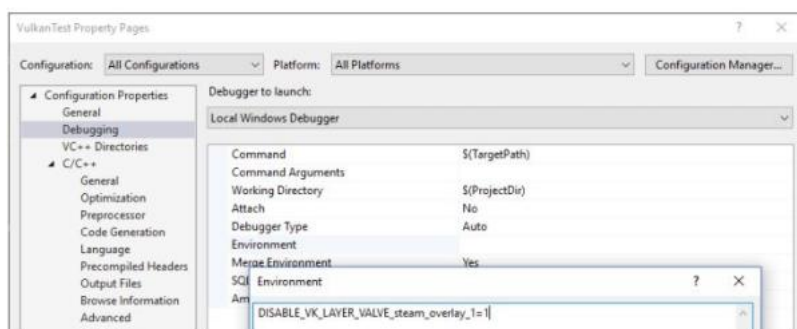 VulkanTest Property Pages
Configuration: All Configurations Platform: All Platforms Configuration Manager...
Configuration Properties
General
Debugging
VC++ Directories
C/C++
General
Optimization
Preprocessor
Code Generation
Language
Precompiled Headers
Output Files
Browse Information
Advanced
Debugger to launch:
Local Windows Debugger
Command $(TargetPath)
Command Arguments
Working Directory $(ProjectDir)
Attach No
Debugger Type Auto
Environment
Merge Environment Yes
SQL
Am
Environment ? ×
DISABLE_VK_LAYER_VALVE_steam_overlay_1=1